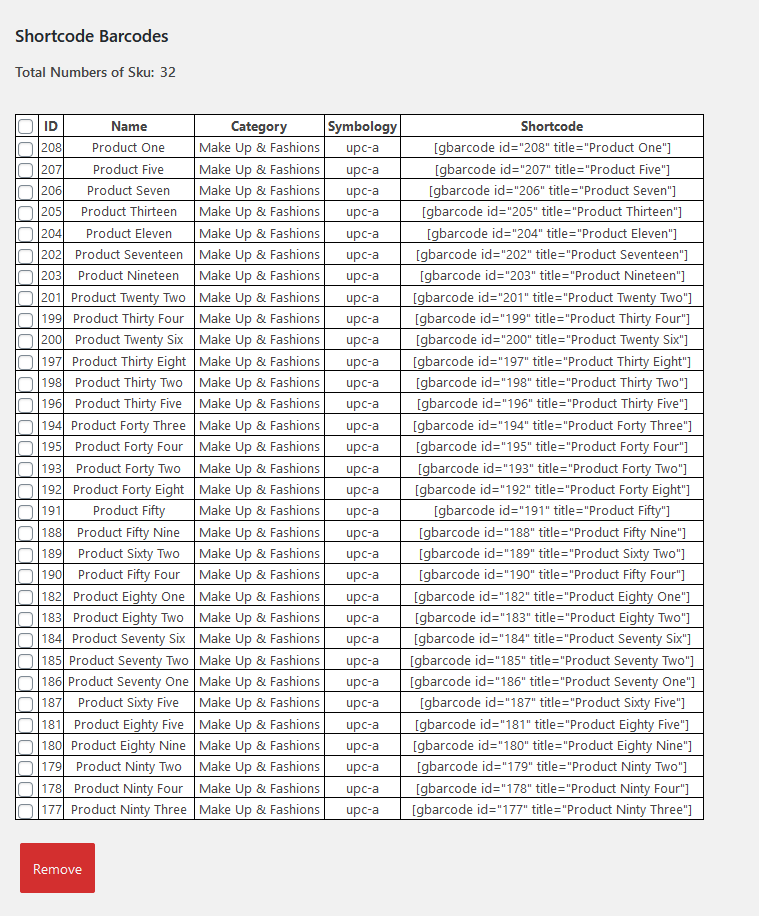 Shortcode Barcodes
Total Numbers of Sku: 32
ID Name Category Symbology Shortcode
208 Product One Make Up & Fashions upc-a [gbarcode id="208" title="Product One"]
207 Product Five Make Up & Fashions upc-a [gbarcode id="207" title="Product Five"]
206 Product Seven Make Up & Fashions upc-a [gbarcode id="206" title="Product Seven"]
205 Product Thirteen Make Up & Fashions upc-a [gbarcode id="205" title="Product Thirteen"]
204 Product Eleven Make Up & Fashions upc-a [gbarcode id="204" title="Product Eleven"]
202 Product Seventeen Make Up & Fashions upc-a [gbarcode id="202" title="Product Seventeen"]
203 Product Nineteen Make Up & Fashions upc-a [gbarcode id="203" title="Product Nineteen"]
201 Product Twenty Two Make Up & Fashions upc-a [gbarcode id="201" title="Product Twenty Two"]
199 Product Thirty Four Make Up & Fashions upc-a [gbarcode id="199" title="Product Thirty Four"]
200 Product Twenty Six Make Up & Fashions upc-a [gbarcode id="200" title="Product Twenty Six"]
197 Product Thirty Eight Make Up & Fashions upc-a [gbarcode id="197" title="Product Thirty Eight"]
198 Product Thirty Two Make Up & Fashions upc-a [gbarcode id="198" title="Product Thirty Two"]
196 Product Thirty Five Make Up & Fashions upc-a [gbarcode id="196" title="Product Thirty Five"]
194 Product Forty Three Make Up & Fashions upc-a [gbarcode id="194" title="Product Forty Three"]
195 Product Forty Four Make Up & Fashions upc-a [gbarcode id="195" title="Product Forty Four"]
193 Product Forty Two Make Up & Fashions upc-a [gbarcode id="193" title="Product Forty Two"]
192 Product Forty Eight Make Up & Fashions upc-a [gbarcode id="192" title="Product Forty Eight"]
191 Product Fifty Make Up & Fashions upc-a [gbarcode id="191" title="Product Fifty"]
188 Product Fifty Nine Make Up & Fashions upc-a [gbarcode id="188" title="Product Fifty Nine"]
189 Product Sixty Two Make Up & Fashions upc-a [gbarcode id="189" title="Product Sixty Two"]
190 Product Fifty Four Make Up & Fashions upc-a [gbarcode id="190" title="Product Fifty Four"]
182 Product Eighty One Make Up & Fashions upc-a [gbarcode id="182" title="Product Eighty One"]
183 Product Eighty Two Make Up & Fashions upc-a [gbarcode id="183" title="Product Eighty Two"]
184 Product Seventy Six Make Up & Fashions upc-a [gbarcode id="184" title="Product Seventy Six"]
185 Product Seventy Two Make Up & Fashions upc-a [gbarcode id="185" title="Product Seventy Two"]
186 Product Seventy One Make Up & Fashions upc-a [gbarcode id="186" title="Product Seventy One"]
187 Product Sixty Five Make Up & Fashions upc-a [gbarcode id="187" title="Product Sixty Five"]
181 Product Eighty Five Make Up & Fashions upc-a [gbarcode id="181" title="Product Eighty Five"]
180 Product Eighty Nine Make Up & Fashions upc-a [gbarcode id="180" title="Product Eighty Nine"]
179 Product Ninty Two Make Up & Fashions upc-a [gbarcode id="179" title="Product Ninty Two"]
178 Product Ninty Four Make Up & Fashions upc-a [gbarcode id="178" title="Product Ninty Four"]
177 Product Ninty Three Make Up & Fashions upc-a [gbarcode id="177" title="Product Ninty Three"]
Remove